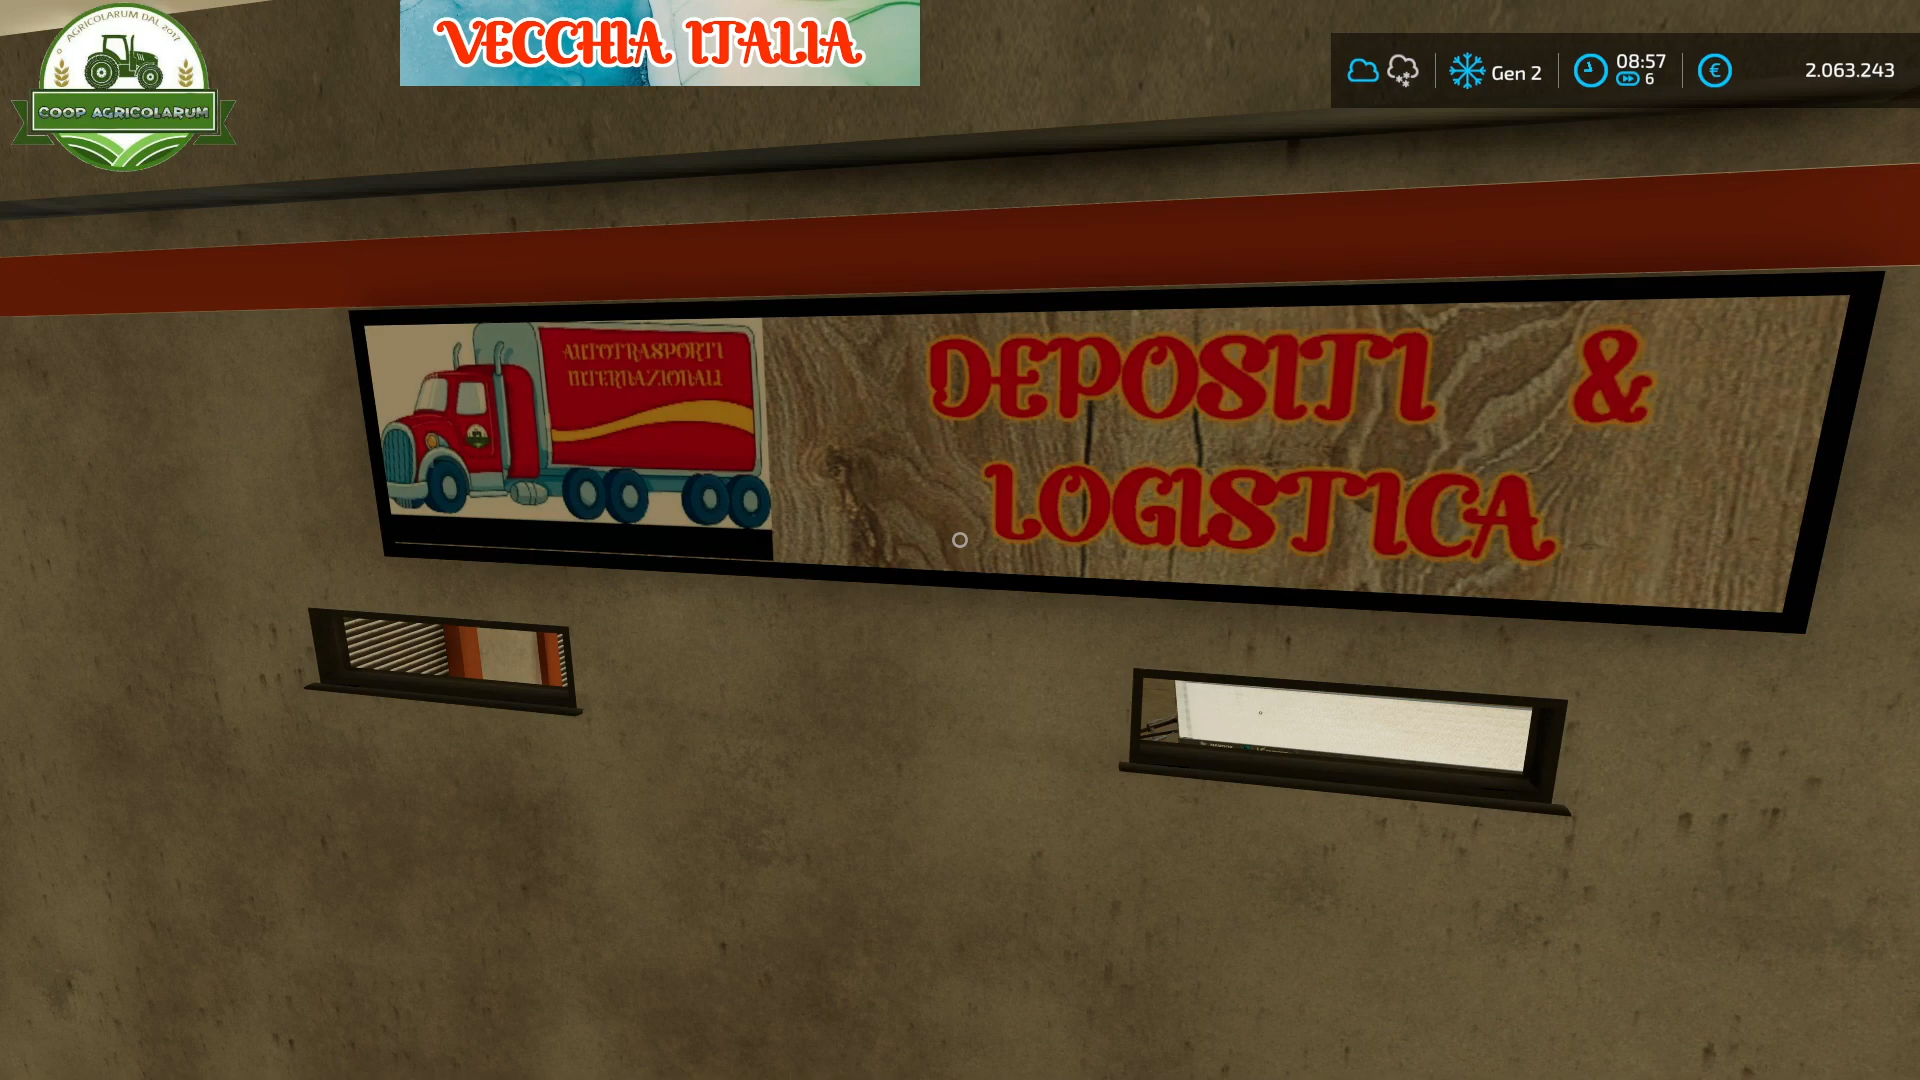 AGRICOLARUM DAL 2017
COOP AGRICOLARUM
VECCHIA ITALIA
Gen 2
08:57
6
2.063.243
AUTOTRASPORTI
INTERNAZIONALI
DEPOSITI &
LOGISTICA